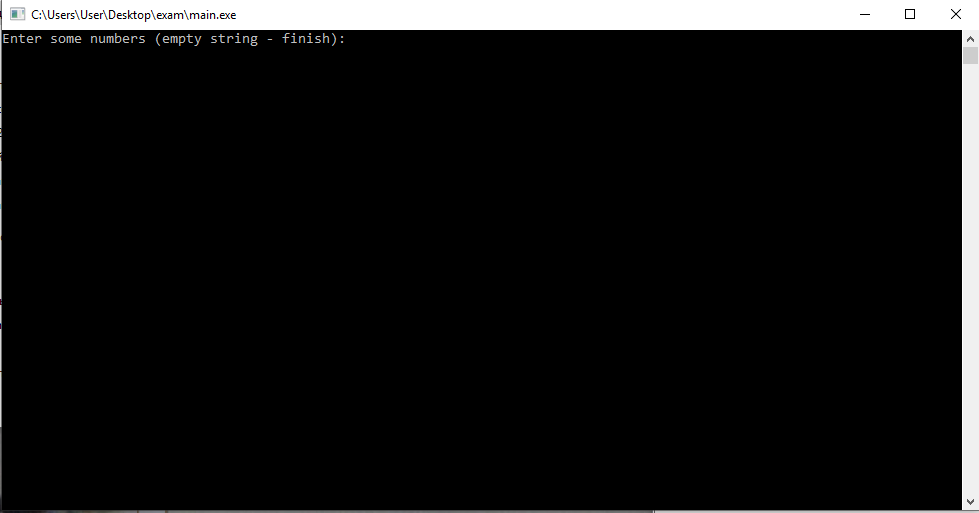 C:\Users\User\Desktop\exam\main.exe
Enter some numbers (empty string - finish):